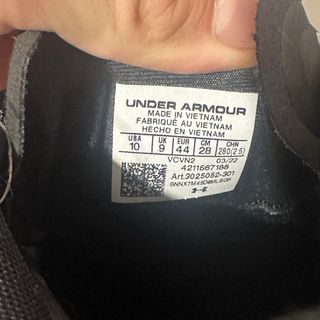 UNDER ARMOUR
MADE IN VIETNAM
FABRIQUÉ AU VIETNAM
HECHO EN VIETNAM
USA UK EUR CM CHN
10 9 44 28 280(2.5)
VCVN2 03/22
4211567198
Art.3025052-301